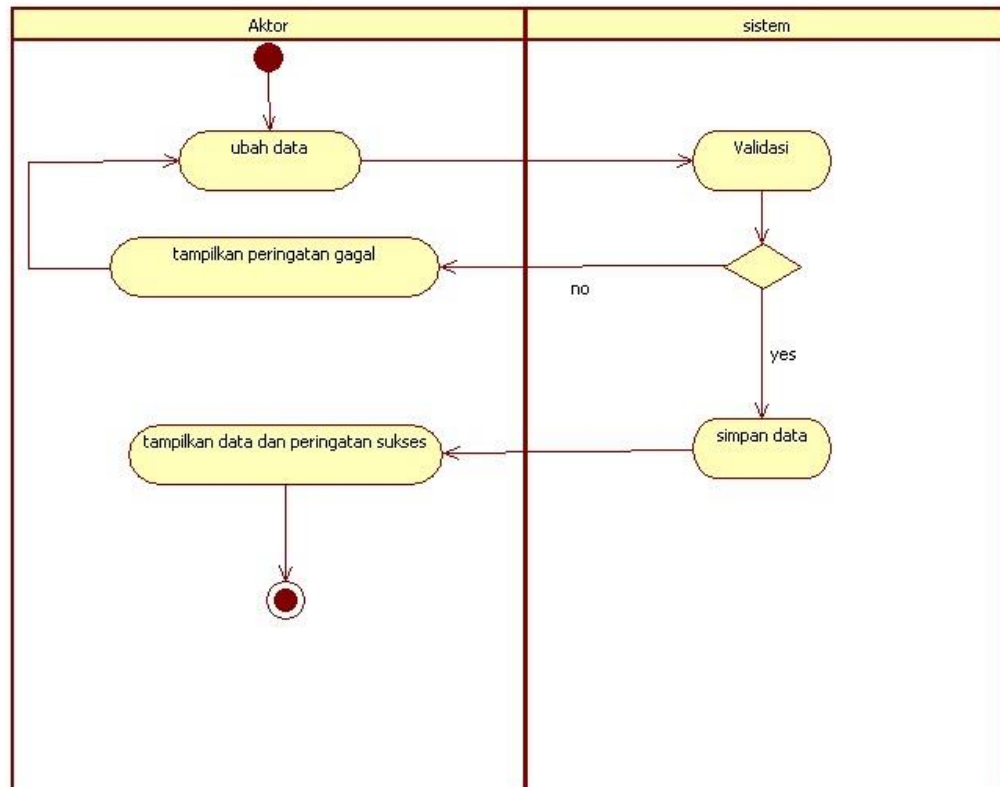 Aktor
sistem
ubah data
Validasi
tampilkan peringatan gagal
no
yes
tampilkan data dan peringatan sukses
simpan data